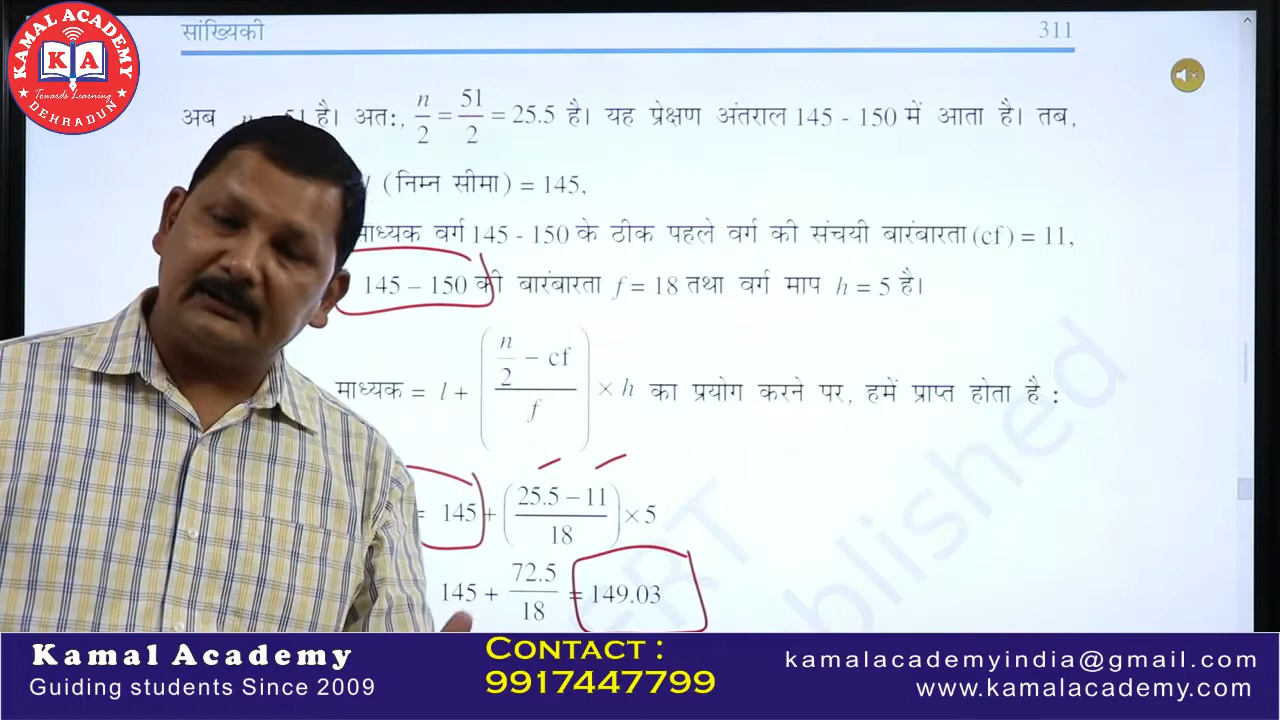 KAMAL ACADEMY
K A
Towards Learning
DEHRADUN
सांख्यिकी 311
अब 51 है। अतः, n/2 = 51/2 = 25.5 है। यह प्रेक्षण अंतराल 145 - 150 में आता है। तब,
l (निम्न सीमा) = 145,
माध्यक वर्ग 145 - 150 के ठीक पहले वर्ग की संचयी बारंबारता (cf) = 11,
145 – 150 की बारंबारता f = 18 तथा वर्ग माप h = 5 है।
माध्यक = l + ((n/2 – cf)/f) × h का प्रयोग करने पर, हमें प्राप्त होता है :
= 145 + ((25.5 – 11)/18) × 5
145 + 72.5/18 = 149.03
blished
Kamal Academy
Guiding students Since 2009
CONTACT :
9917447799
kamalacademyindia@gmail.com
www.kamalacademy.com